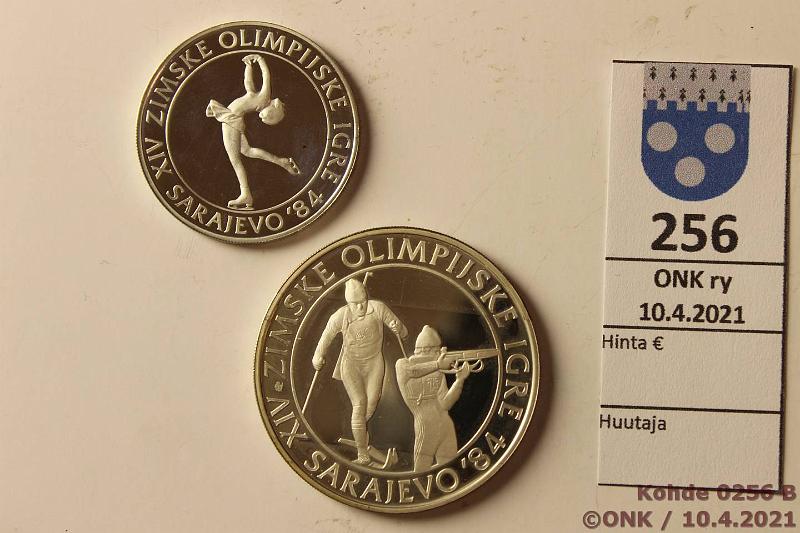 XIV ZIMSKE OLIMPIJSKE IGRE
SARAJEVO '84
XIV • ZIMSKE OLIMPIJSKE IGRE
SARAJEVO '84
256
ONK ry
10.4.2021
Hinta €
Huutaja
Kohde 0256 B
©ONK / 10.4.2021